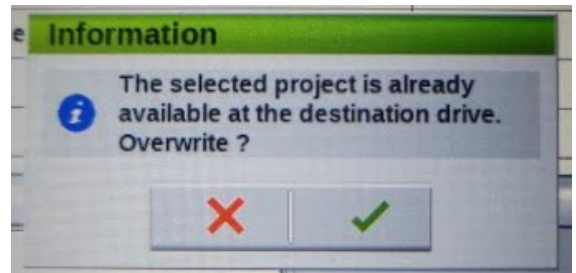 e
Information
The selected project is already
available at the destination drive.
Overwrite ?